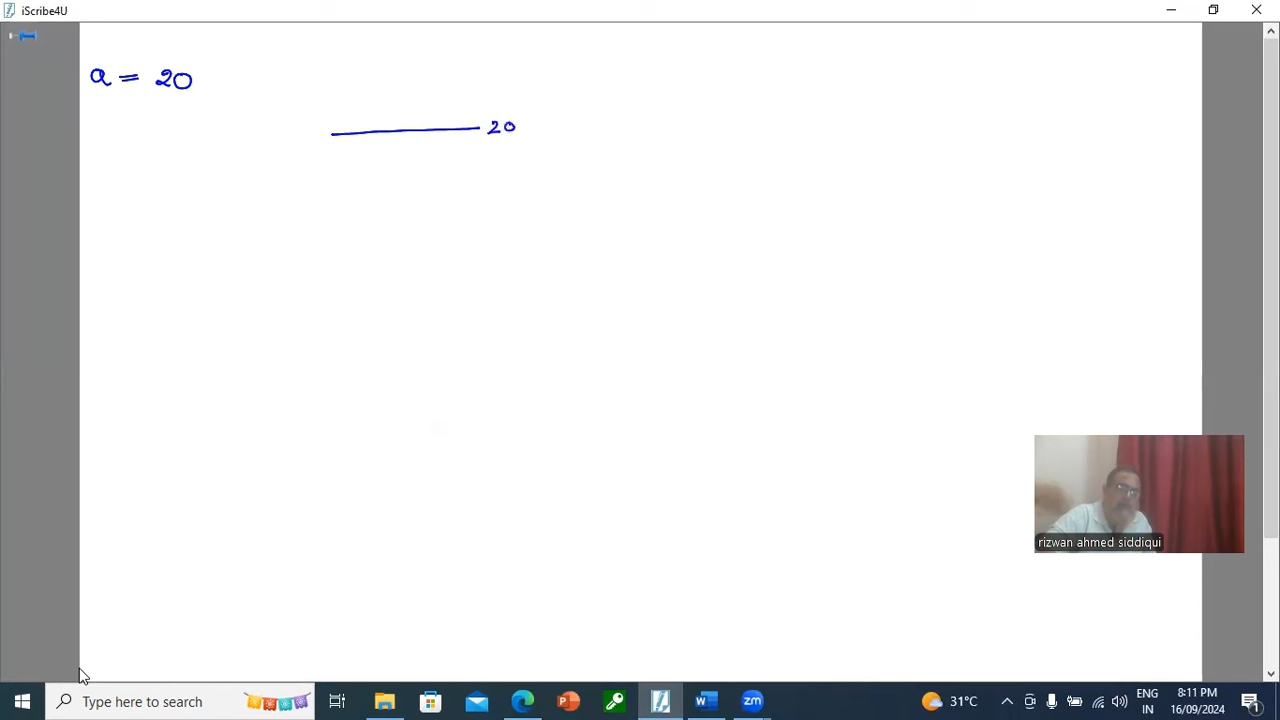 iScribe4U
a = 20
20
rizwan ahmed siddiqui
Type here to search
31°C
ENG
IN
8:11 PM
16/09/2024
1